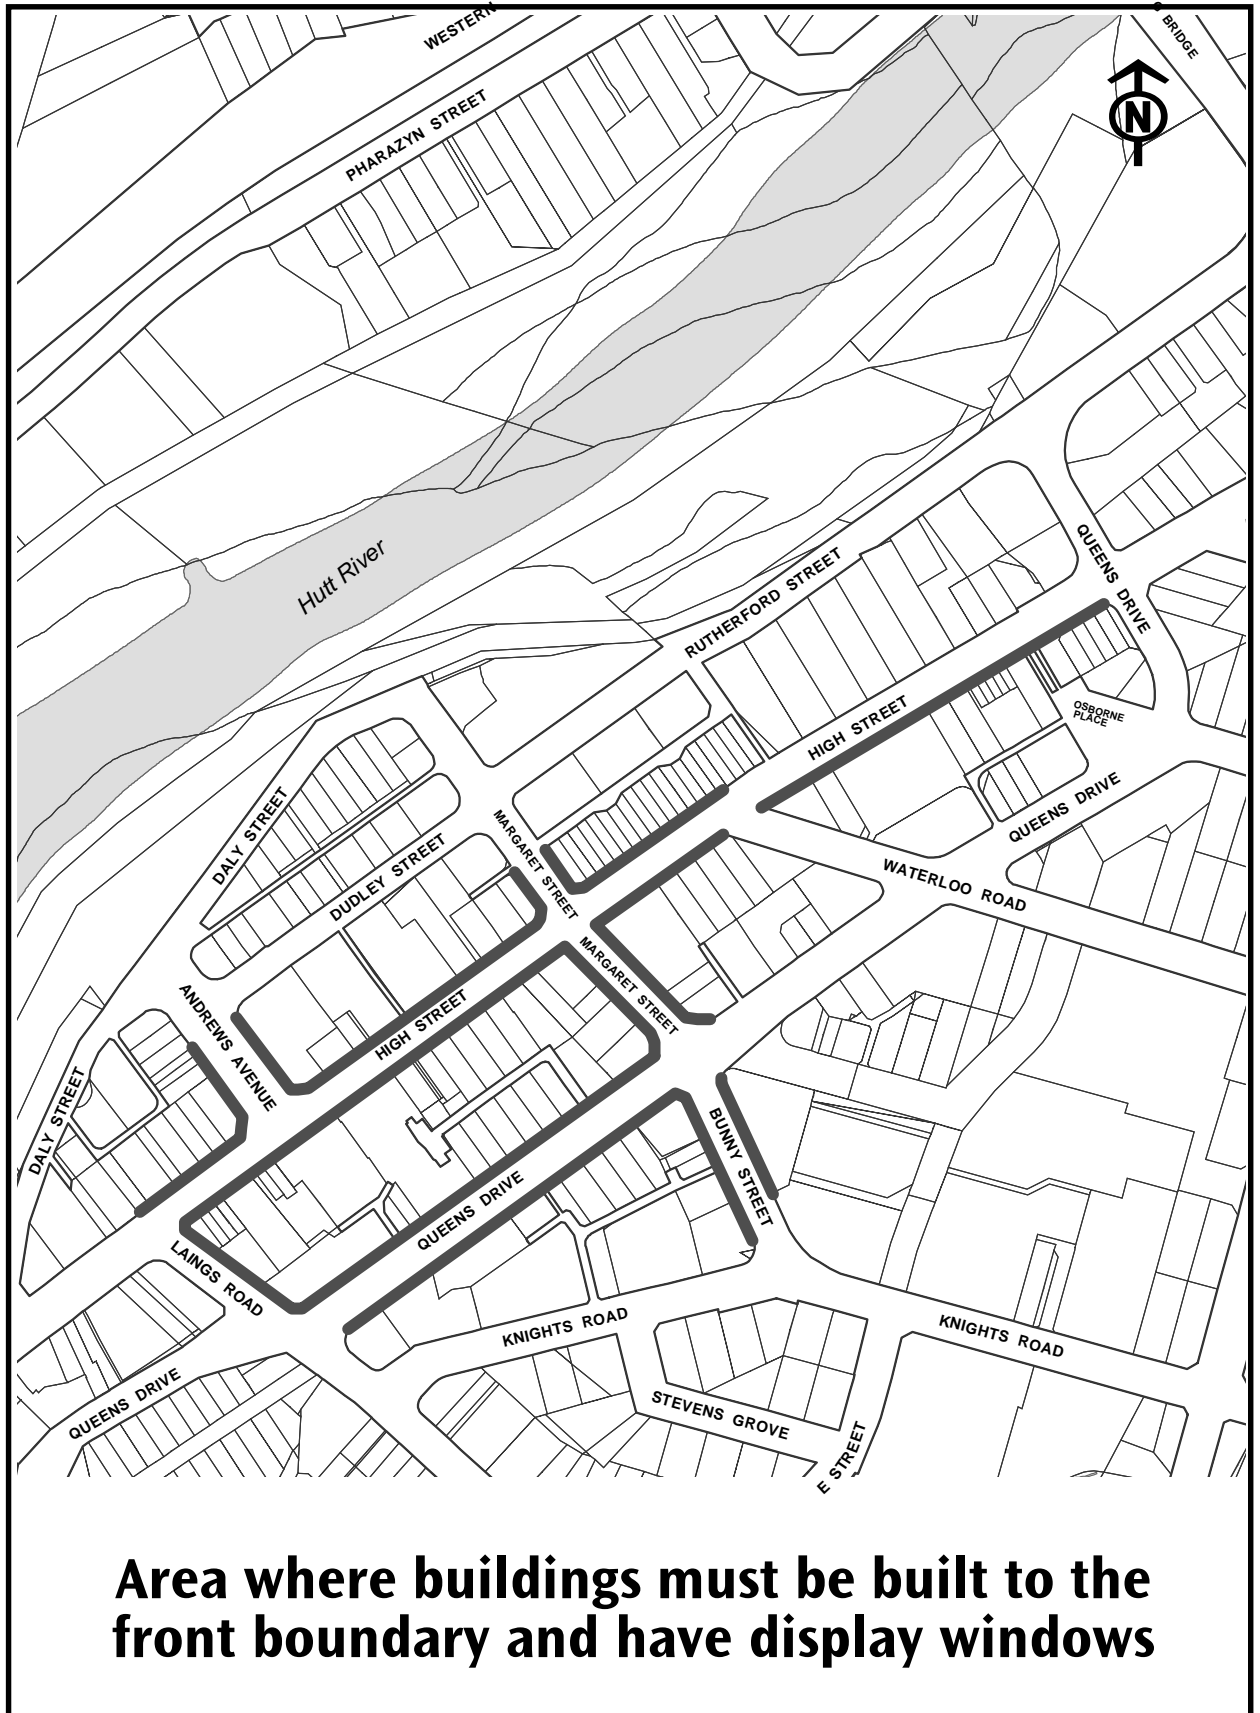 WESTERN
BRIDGE
N
PHARAZYN STREET
Hutt River
QUEENS DRIVE
RUTHERFORD STREET
HIGH STREET
OSBORNE
PLACE
QUEENS DRIVE
WATERLOO ROAD
DALY STREET
MARGARET STREET
DUDLEY STREET
MARGARET STREET
ANDREWS AVENUE
HIGH STREET
DALY STREET
BUNNY STREET
QUEENS DRIVE
LAINGS ROAD
KNIGHTS ROAD
KNIGHTS ROAD
QUEENS DRIVE
STEVENS GROVE
E STREET
Area where buildings must be built to the
front boundary and have display windows